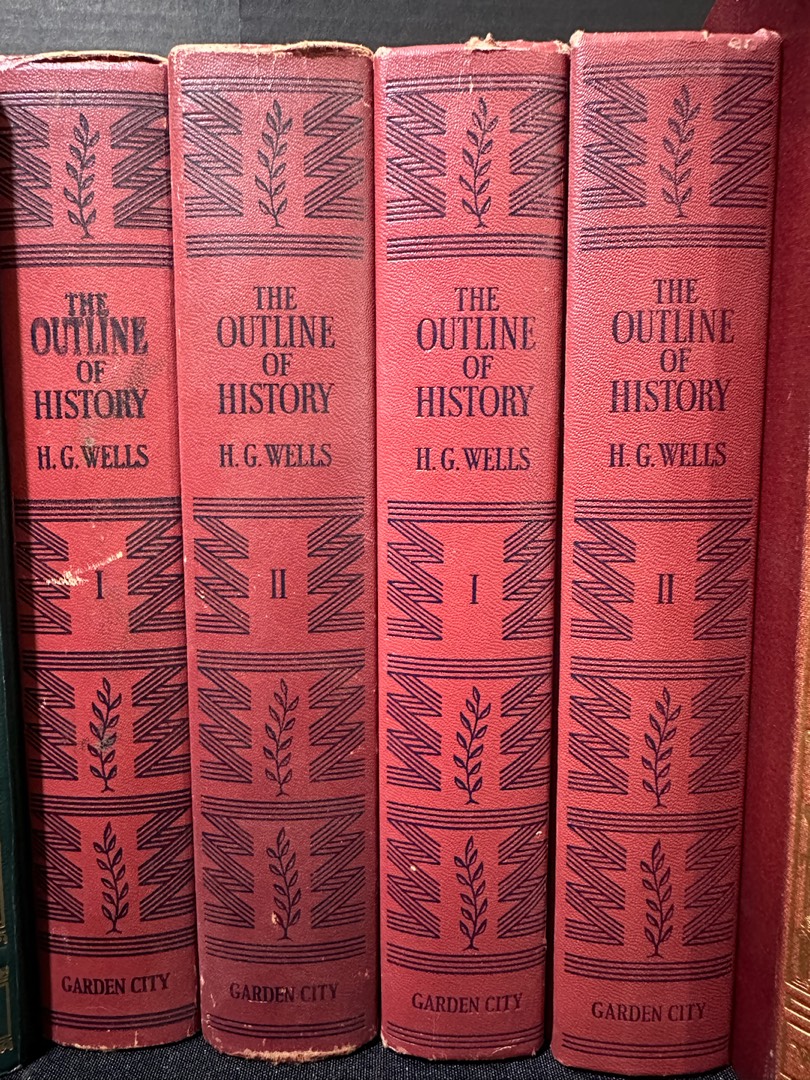 THE
OUTLINE
OF
HISTORY
H. G. WELLS
I
GARDEN CITY
THE
OUTLINE
OF
HISTORY
H. G. WELLS
II
GARDEN CITY
THE
OUTLINE
OF
HISTORY
H. G. WELLS
I
GARDEN CITY
THE
OUTLINE
OF
HISTORY
H. G. WELLS
II
GARDEN CITY